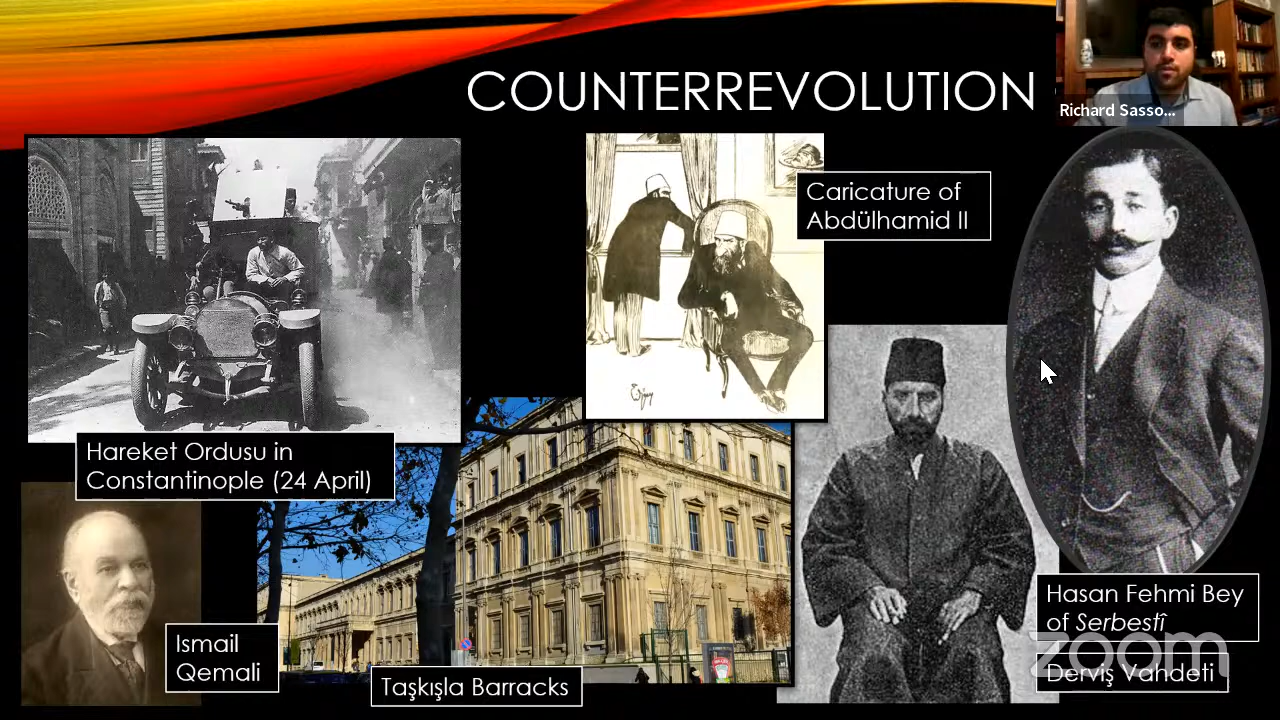 COUNTERREVOLUTION
Richard Sasso...
Caricature of
Abdülhamid II
Hareket Ordusu in
Constantinople (24 April)
Ismail
Qemali
Taşkışla Barracks
Hasan Fehmi Bey
of Serbestî
zoom
Derviş Vahdeti